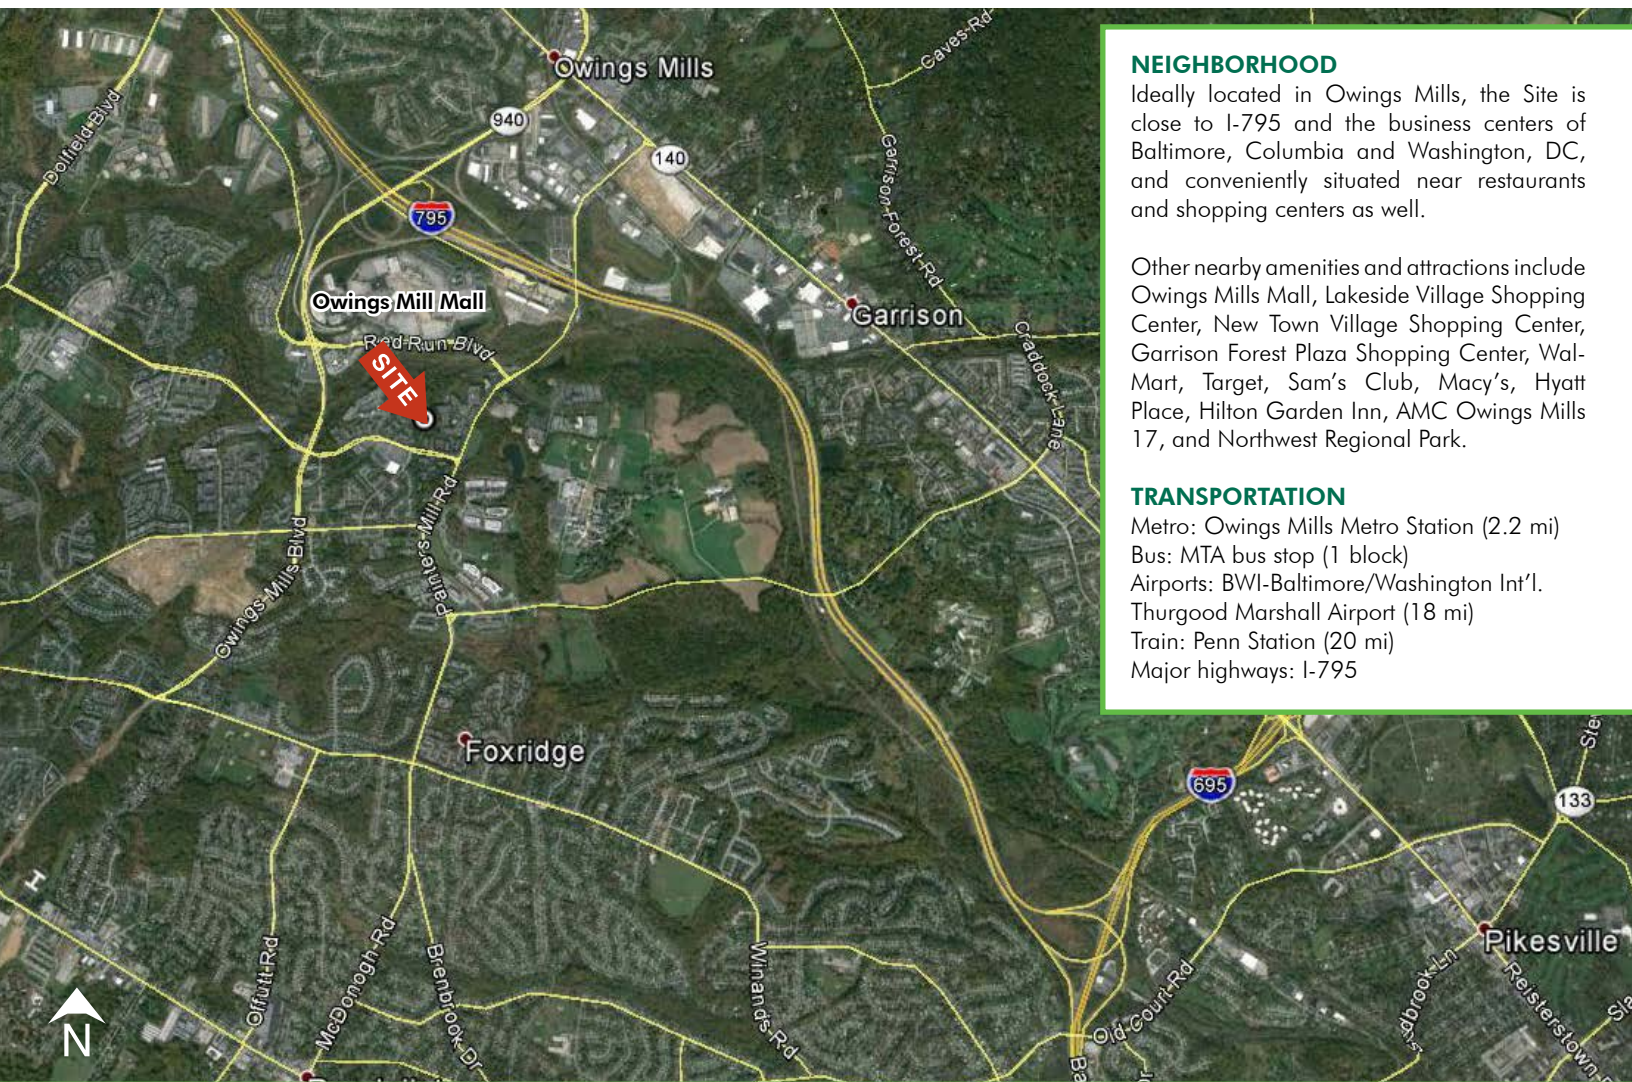 Owings Mills
Caves Rd
940
Dolfield Blvd
140
Garrison Forest Rd
795
Owings Mill Mall
Garrison
Red Run Blvd
Craddock Lane
SITE
Painters Mill Rd
Owings Mills Blvd
Foxridge
695
133
Pikesville
Offutt Rd
McDonogh Rd
Brenbrook Dr
Winands Rd
Old Court Rd
Reisterstown
N
NEIGHBORHOOD
Ideally located in Owings Mills, the Site is
close to I-795 and the business centers of
Baltimore, Columbia and Washington, DC,
and conveniently situated near restaurants
and shopping centers as well.
Other nearby amenities and attractions include
Owings Mills Mall, Lakeside Village Shopping
Center, New Town Village Shopping Center,
Garrison Forest Plaza Shopping Center, Wal-
Mart, Target, Sam's Club, Macy's, Hyatt
Place, Hilton Garden Inn, AMC Owings Mills
17, and Northwest Regional Park.
TRANSPORTATION
Metro: Owings Mills Metro Station (2.2 mi)
Bus: MTA bus stop (1 block)
Airports: BWI-Baltimore/Washington Int'l.
Thurgood Marshall Airport (18 mi)
Train: Penn Station (20 mi)
Major highways: I-795